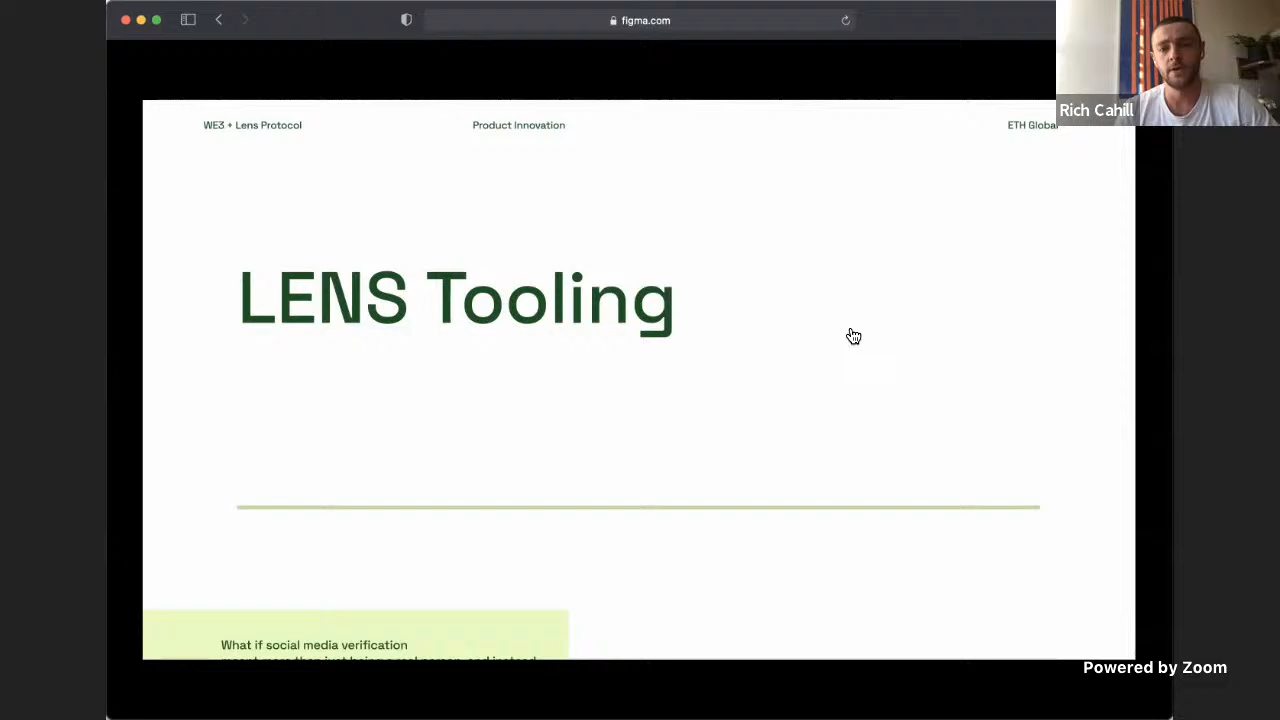 figma.com
Rich Cahill
WE3 + Lens Protocol
Product Innovation
ETH Global
LENS Tooling
What if social media verification
Powered by Zoom